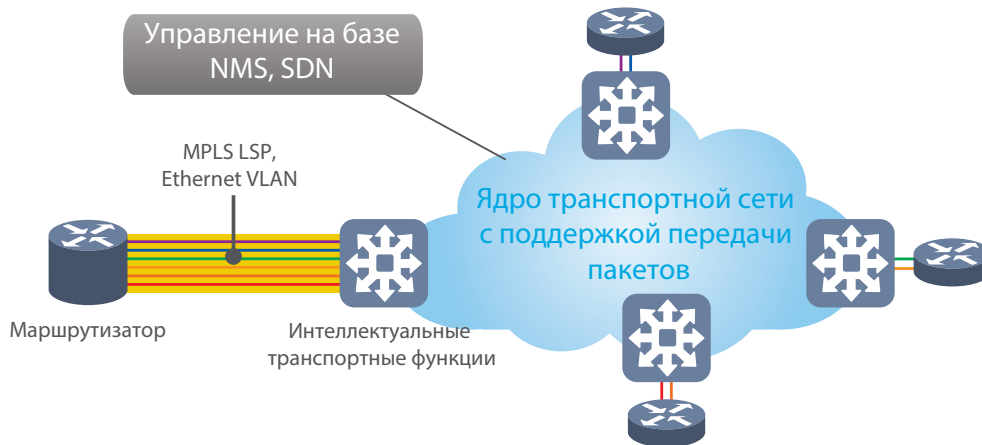 Управление на базе
NMS, SDN
MPLS LSP,
Ethernet VLAN
Ядро транспортной сети
с поддержкой передачи
пакетов
Маршрутизатор
Интеллектуальные
транспортные функции